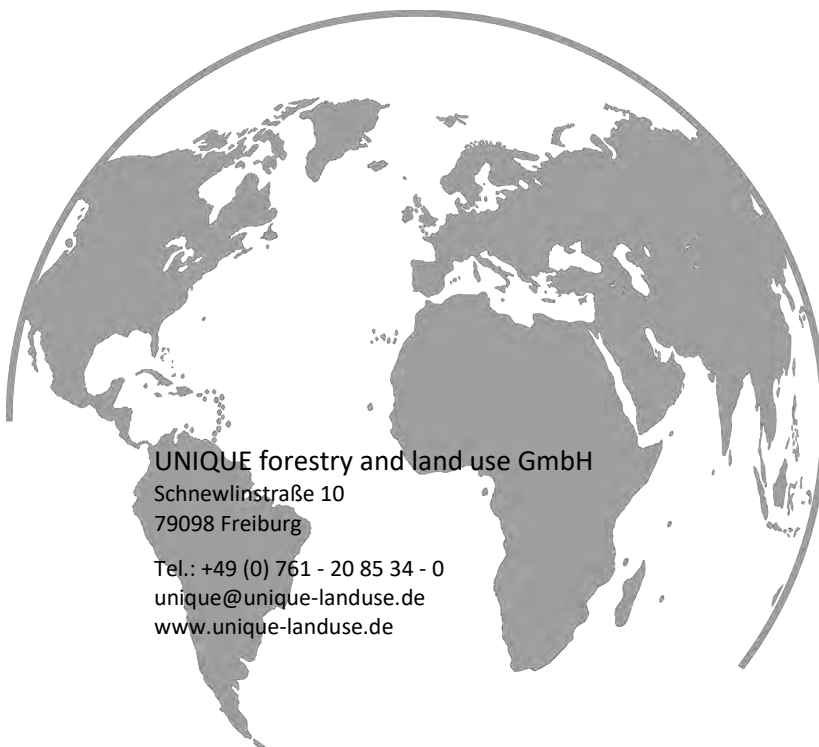 UNIQUE forestry and land use GmbH
Schnewlinstraße 10
79098 Freiburg
Tel.: +49 (0) 761 - 20 85 34 - 0
unique@unique-landuse.de
www.unique-landuse.de